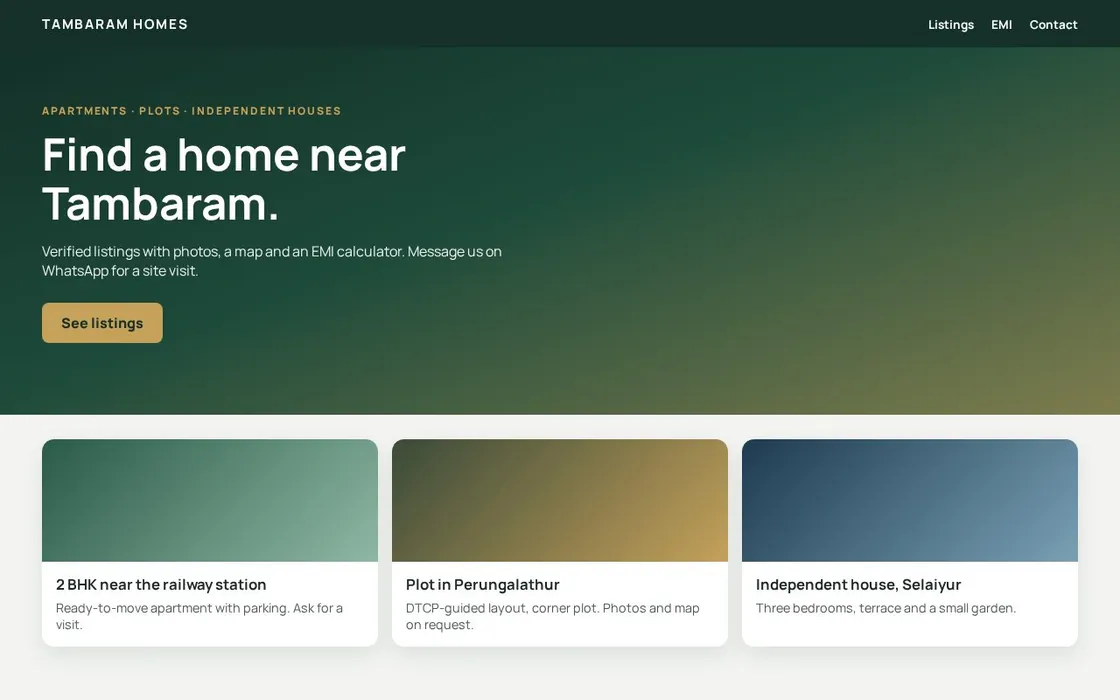 TAMBARAM HOMES
Listings EMI Contact
APARTMENTS · PLOTS · INDEPENDENT HOUSES
Find a home near
Tambaram.
Verified listings with photos, a map and an EMI calculator. Message us on
WhatsApp for a site visit.
See listings
2 BHK near the railway station
Ready-to-move apartment with parking. Ask for a
visit.
Plot in Perungalathur
DTCP-guided layout, corner plot. Photos and map
on request.
Independent house, Selaiyur
Three bedrooms, terrace and a small garden.